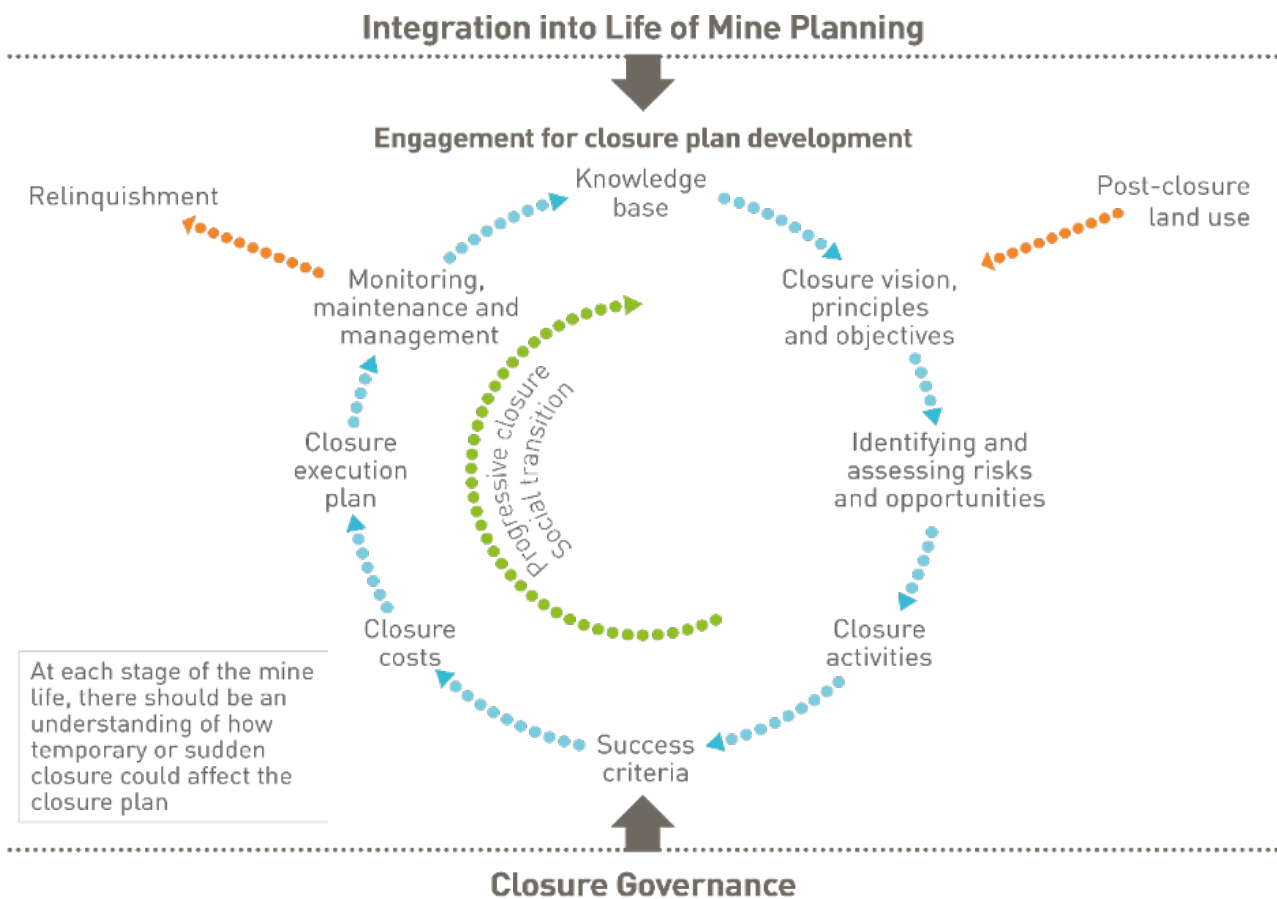 Integration into Life of Mine Planning
Engagement for closure plan development
Knowledge
base
Relinquishment
Post-closure
land use
Monitoring,
maintenance and
management
Closure vision,
principles
and objectives
Progressive closure
Social transition
Closure
execution
plan
Identifying and
assessing risks
and opportunities
Closure
costs
Closure
activities
At each stage of the mine
life, there should be an
understanding of how
temporary or sudden
closure could affect the
closure plan
Success
criteria
Closure Governance